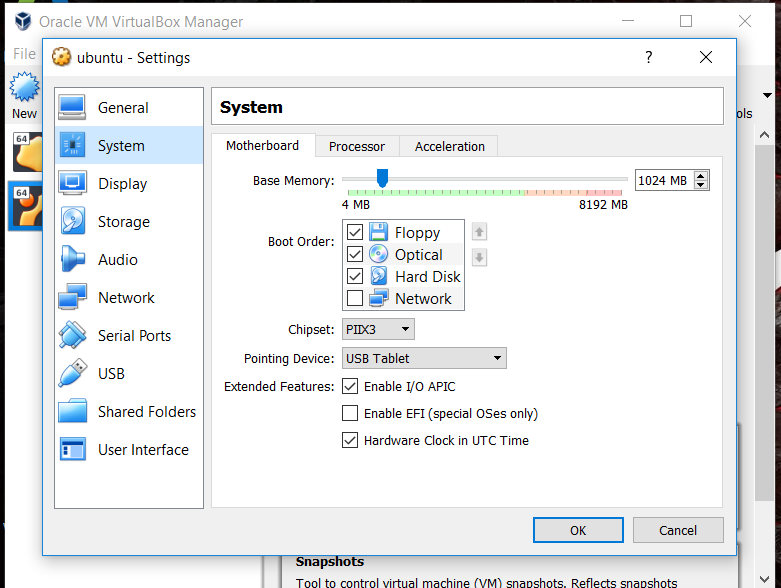 Oracle VM VirtualBox Manager
File
ubuntu - Settings
?
New
ols
64
64
General
System
Display
Storage
Audio
Network
Serial Ports
USB
Shared Folders
User Interface
System
Motherboard
Processor
Acceleration
Base Memory:
1024 MB
4 MB
8192 MB
Boot Order:
Floppy
Optical
Hard Disk
Network
Chipset:
PIIX3
Pointing Device:
USB Tablet
Extended Features:
Enable I/O APIC
Enable EFI (special OSes only)
Hardware Clock in UTC Time
OK
Cancel
Snapshots
Tool to control virtual machine (VM) snapshots. Reflects snapshots